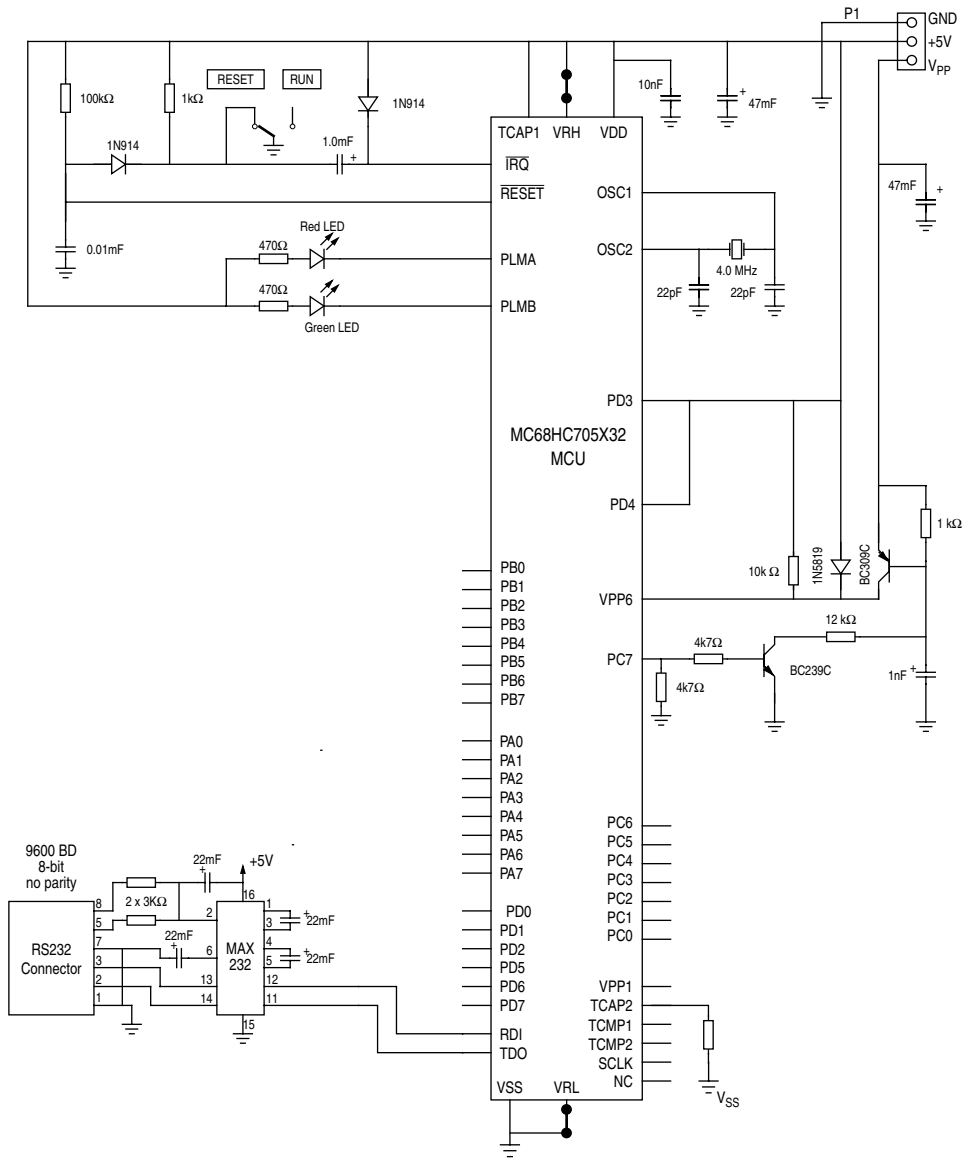 P1
GND
+5V
VPP
RESET
RUN
100kΩ
1kΩ
1N914
1N914
1.0mF
+
10nF
+
47mF
TCAP1
VRH
VDD
IRQ
RESET
OSC1
47mF
+
0.01mF
Red LED
470Ω
PLMA
OSC2
4.0 MHz
22pF
22pF
470Ω
PLMB
Green LED
PD3
MC68HC705X32
MCU
PD4
1 kΩ
10k Ω
1N5819
BC309C
PB0
PB1
PB2
PB3
PB4
PB5
PB6
PB7
VPP6
12 kΩ
PC7
4k7Ω
4k7Ω
BC239C
1nF
+
PA0
PA1
PA2
PA3
PA4
PA5
PA6
PA7
PC6
PC5
PC4
PC3
PC2
PC1
PC0
9600 BD
8-bit
no parity
22mF
+
+5V
16
8
2 x 3KΩ
5
2
1
3
+
22mF
7
22mF
+
6
4
5
+
22mF
RS232
Connector
MAX
232
3
13
12
2
14
11
1
15
PD0
PD1
PD2
PD5
PD6
PD7
RDI
TDO
VPP1
TCAP2
TCMP1
TCMP2
SCLK
NC
VSS
VRL
VSS